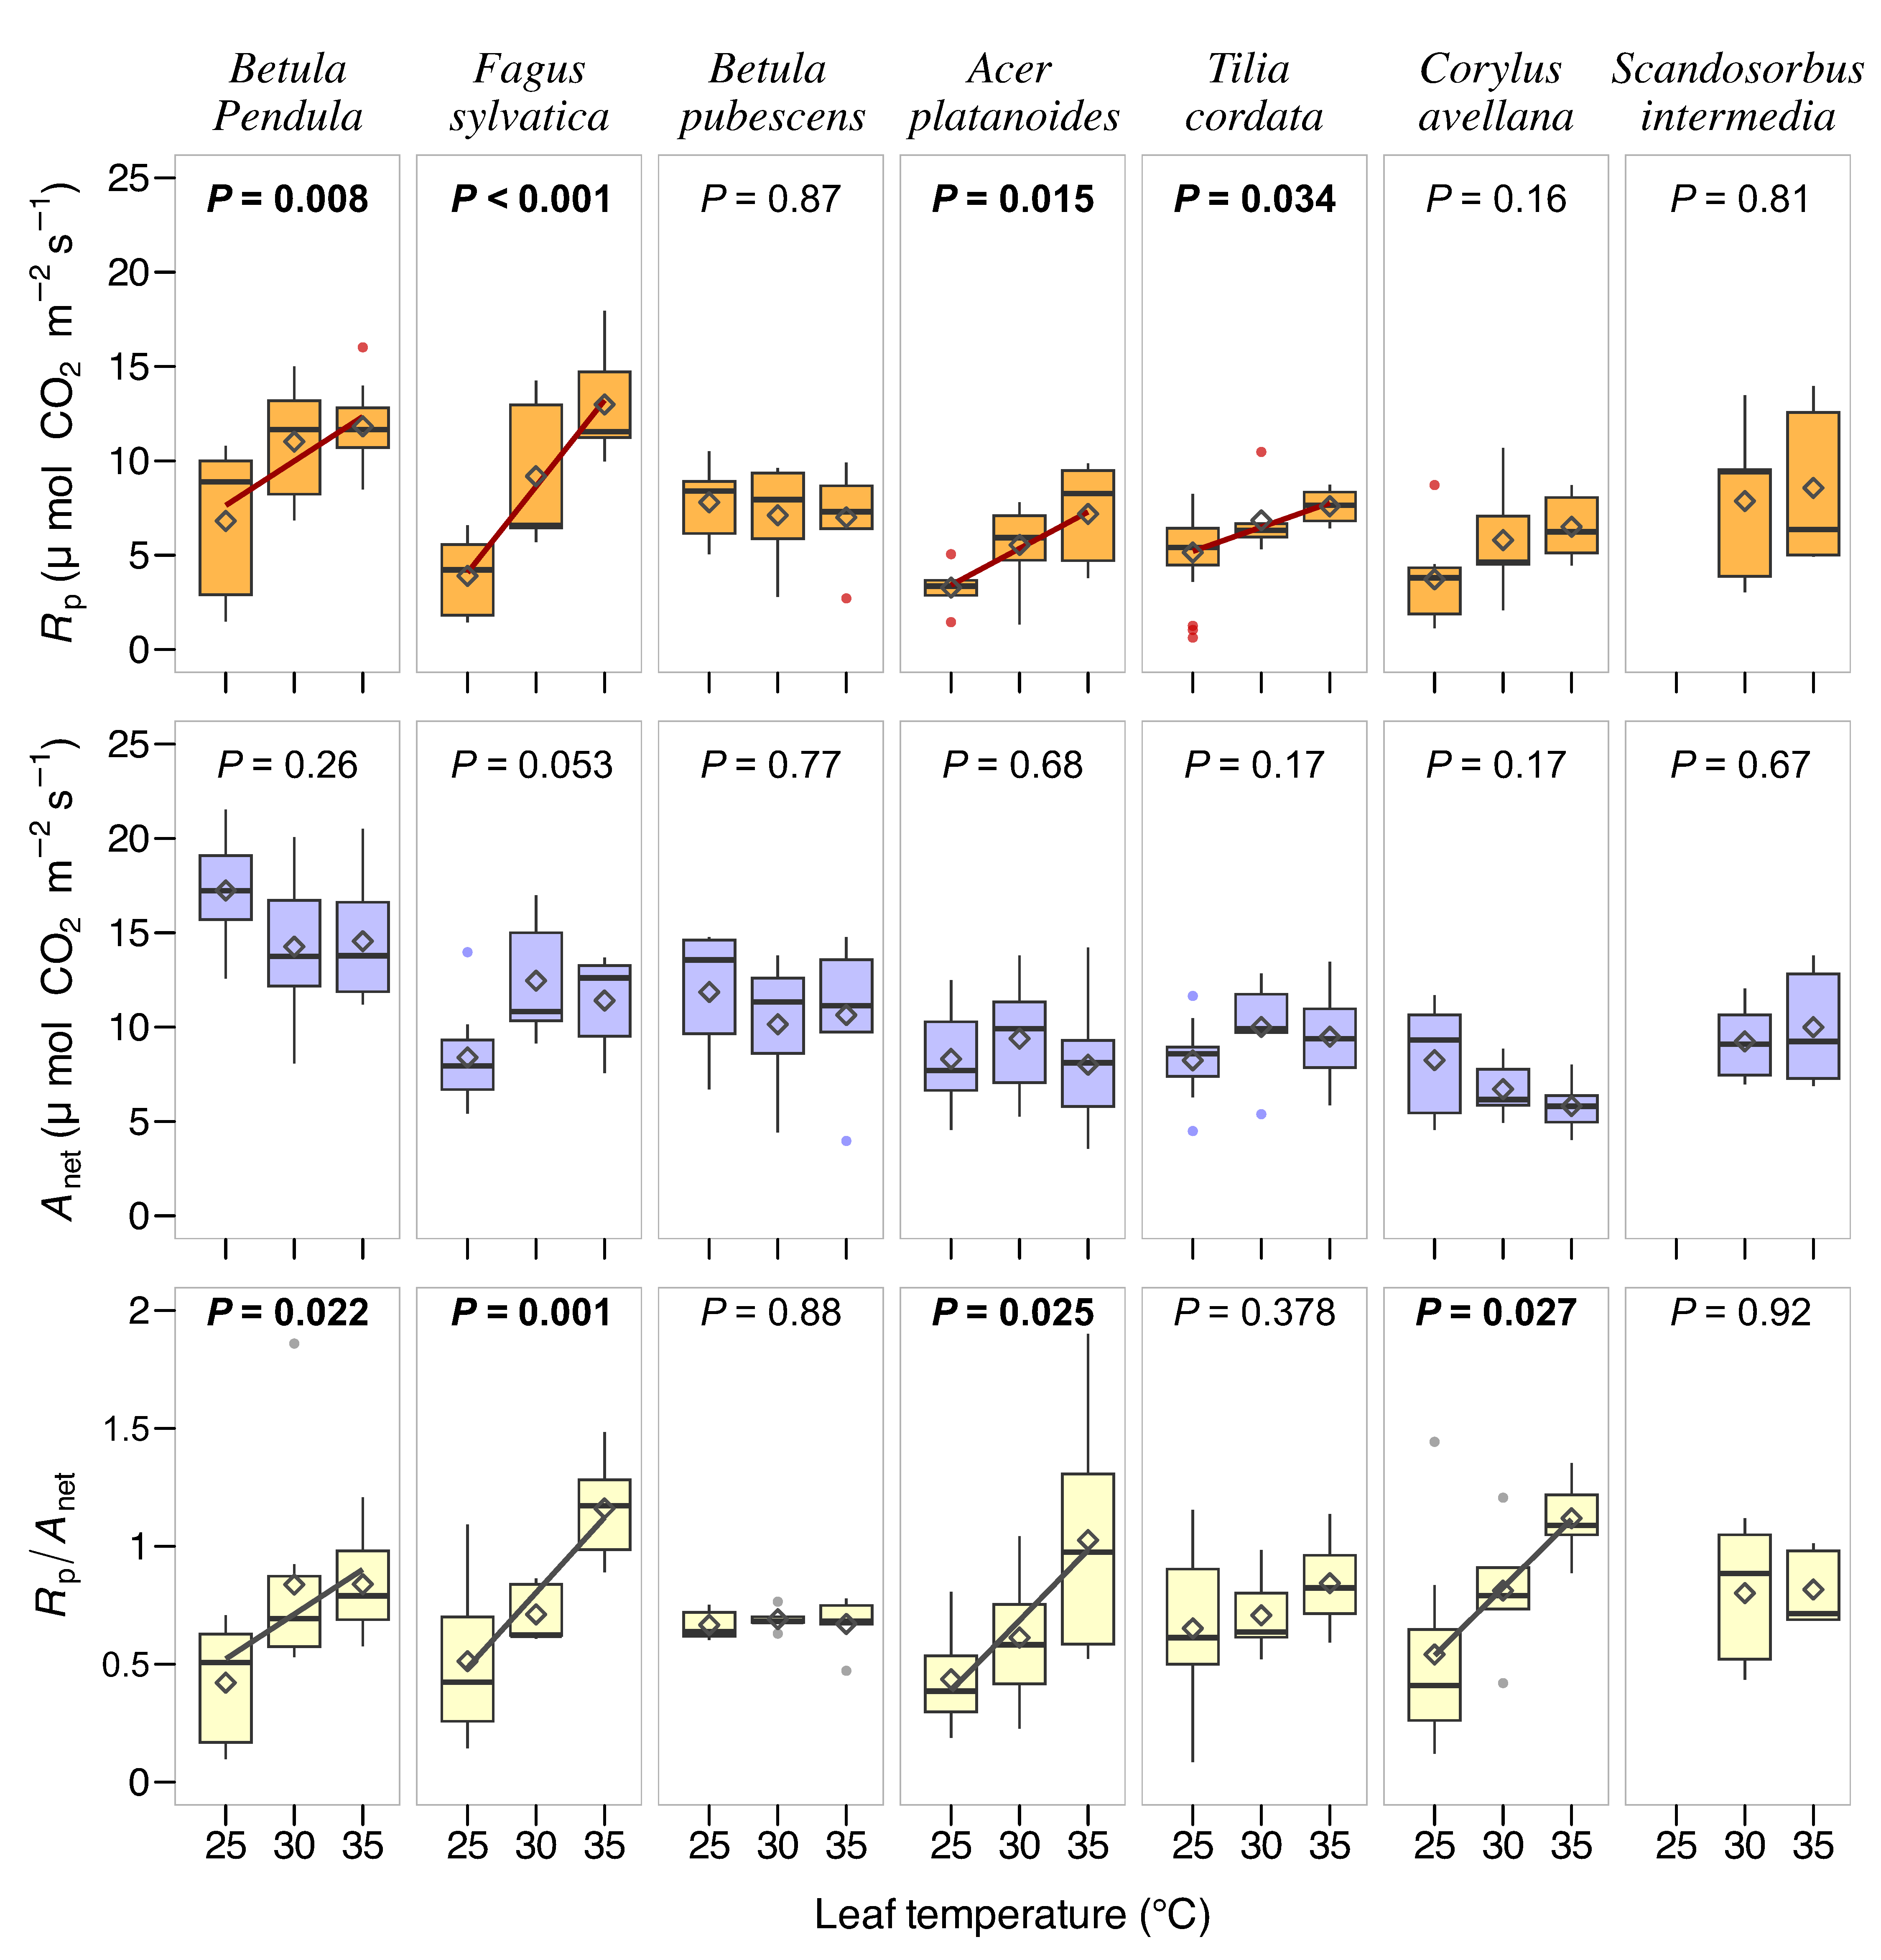 Betula Pendula
Fagus sylvatica
Betula pubescens
Acer platanoides
Tilia cordata
Corylus avellana
Scandosorbus intermedia
Rp (μ mol CO2 m−2 s−1)
25
20
15
10
5
0
P = 0.008
P < 0.001
P = 0.87
P = 0.015
P = 0.034
P = 0.16
P = 0.81
Anet (μ mol CO2 m−2 s−1)
25
20
15
10
5
0
P = 0.26
P = 0.053
P = 0.77
P = 0.68
P = 0.17
P = 0.17
P = 0.67
Rp/Anet
2
1.5
1
0.5
0
P = 0.022
P = 0.001
P = 0.88
P = 0.025
P = 0.378
P = 0.027
P = 0.92
25 30 35
25 30 35
25 30 35
25 30 35
25 30 35
25 30 35
25 30 35
Leaf temperature (°C)